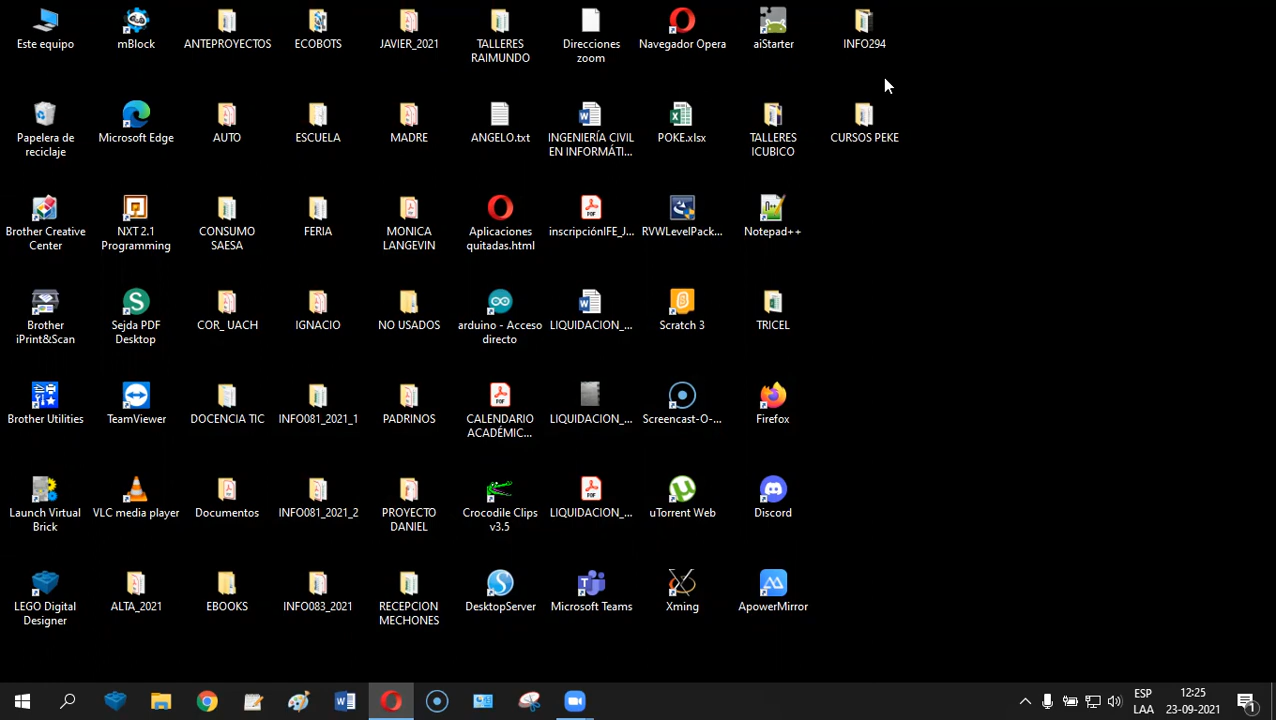 Este equipo
mBlock
ANTEPROYECTOS
ECOBOTS
JAVIER_2021
TALLERES
RAIMUNDO
Direcciones
zoom
Navegador Opera
aiStarter
INFO294
Papelera de
reciclaje
Microsoft Edge
AUTO
ESCUELA
MADRE
ANGELO.txt
INGENIERÍA CIVIL
EN INFORMÁTI...
POKE.xlsx
TALLERES
ICUBICO
CURSOS PEKE
Brother Creative
Center
NXT 2.1
Programming
CONSUMO
SAESA
FERIA
MONICA
LANGEVIN
Aplicaciones
quitadas.html
inscripciónIFE_J...
RVWLevelPack...
Notepad++
Brother
iPrint&Scan
Sejda PDF
Desktop
COR_ UACH
IGNACIO
NO USADOS
arduino - Acceso
directo
LIQUIDACION_...
Scratch 3
TRICEL
Brother Utilities
TeamViewer
DOCENCIA TIC
INFO081_2021_1
PADRINOS
CALENDARIO
ACADÉMIC...
LIQUIDACION_...
Screencast-O-...
Firefox
Launch Virtual
Brick
VLC media player
Documentos
INFO081_2021_2
PROYECTO
DANIEL
Crocodile Clips
v3.5
LIQUIDACION_...
uTorrent Web
Discord
LEGO Digital
Designer
ALTA_2021
EBOOKS
INFO083_2021
RECEPCION
MECHONES
DesktopServer
Microsoft Teams
Xming
ApowerMirror
ESP
LAA
12:25
23-09-2021
1